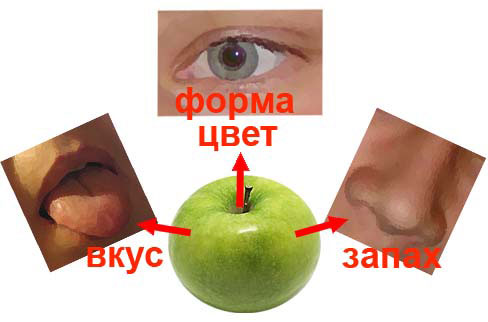 форма
цвет
вкус
запах